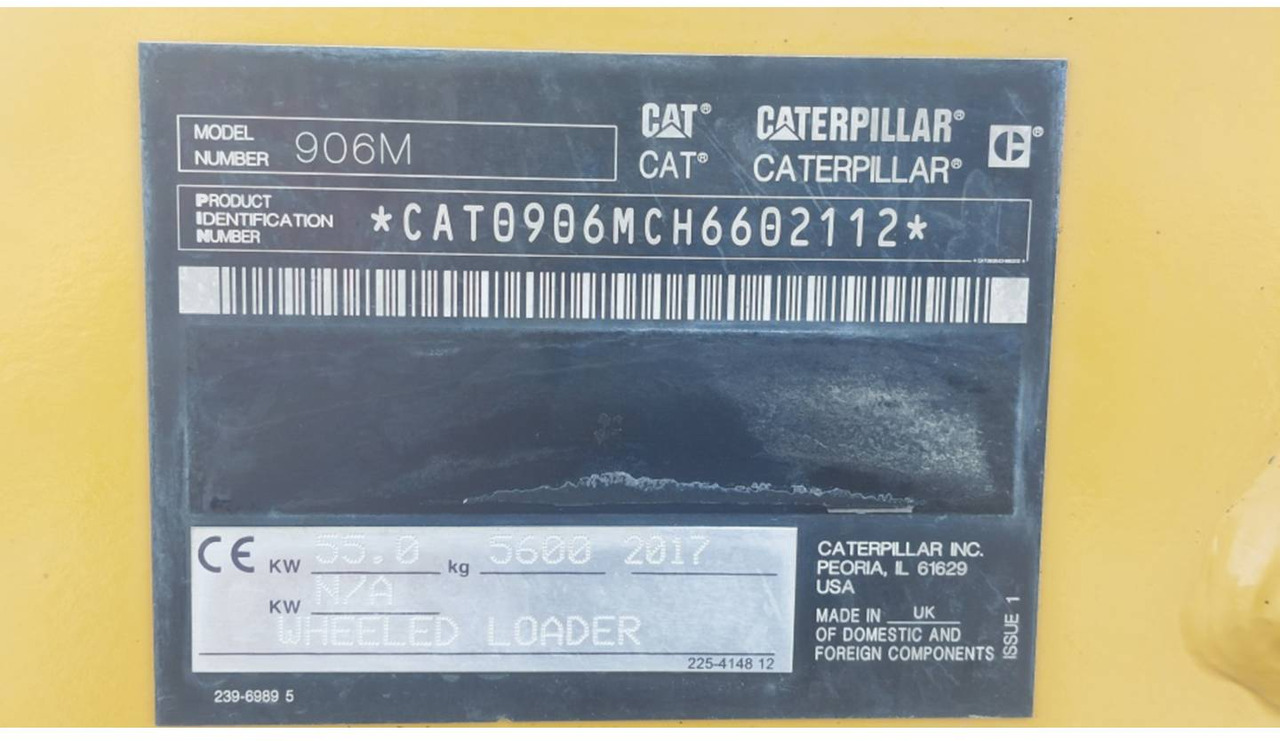 MODEL
NUMBER 906M
CAT® CATERPILLAR®
CAT® CATERPILLAR®
PRODUCT
IDENTIFICATION
NUMBER
*CAT0906MCH6602112*
CE KW 55.0 kg 5600 2017
KW N/A
WHEELED LOADER
225-4148 12
CATERPILLAR INC.
PEORIA, IL 61629
USA
MADE IN UK
OF DOMESTIC AND
FOREIGN COMPONENTS
ISSUE 1
239-6989 5